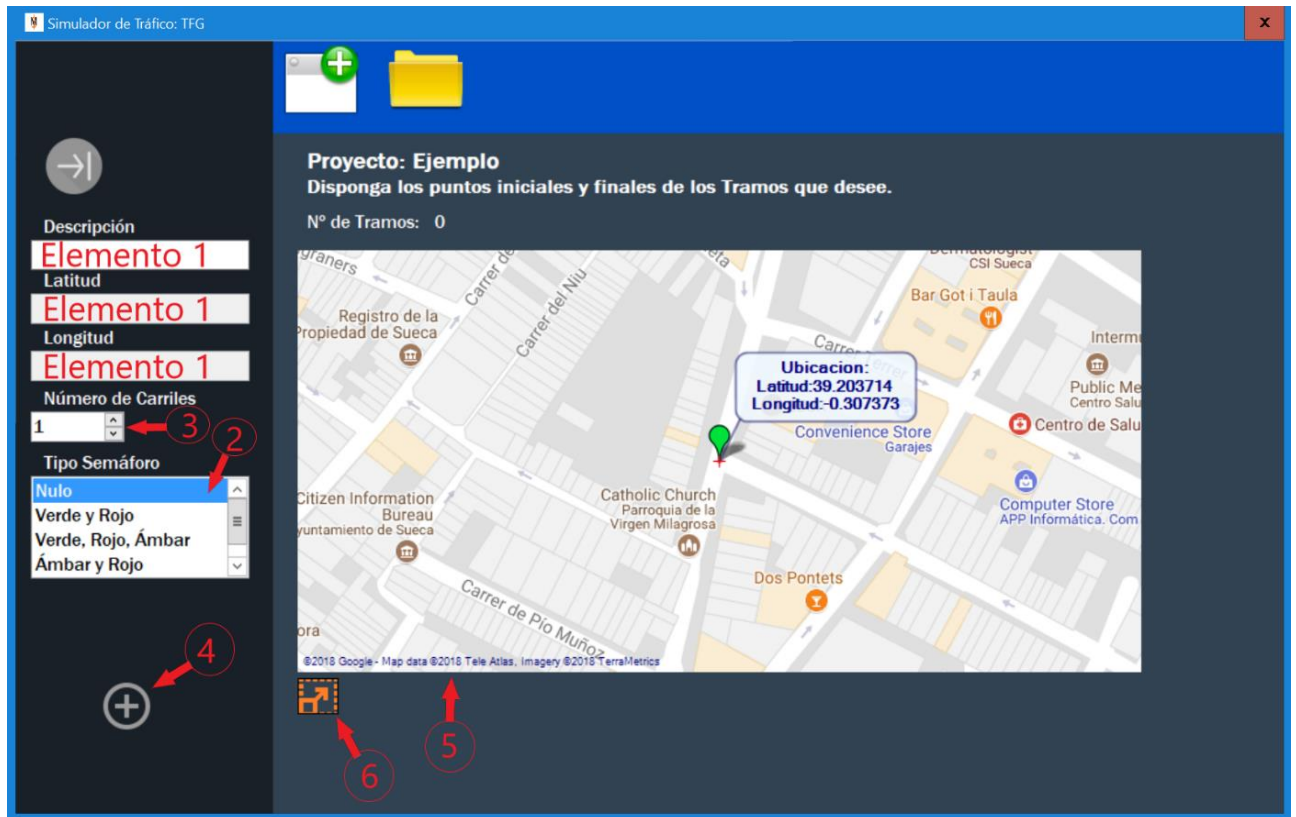 Simulador de Tráfico: TFG
x
Proyecto: Ejemplo
Disponga los puntos iniciales y finales de los Tramos que desee.
Nº de Tramos: 0
Descripción
Elemento 1
Latitud
Elemento 1
Longitud
Elemento 1
Número de Carriles
1
3
2
Tipo Semáforo
Nulo
Verde y Rojo
Verde, Rojo, Ámbar
Ámbar y Rojo
4
graners
Carrer del Niu
Registro de la
Propiedad de Sueca
CSI Sueca
Bar Got i Taula
Public Me
Centro Salu
Centro de Salu
Ubicacion:
Latitud:39.203714
Longitud:-0.307373
Convenience Store
Garajes
Citizen Information
Bureau
yuntamiento de Sueca
Catholic Church
Parroquia de la
Virgen Milagrosa
Computer Store
APP Informática. Com
Dos Pontets
Carrer de Pio Muñoz
ora
©2018 Google - Map data ©2018 Tele Atlas, Imagery ©2018 TerraMetrics
5
6